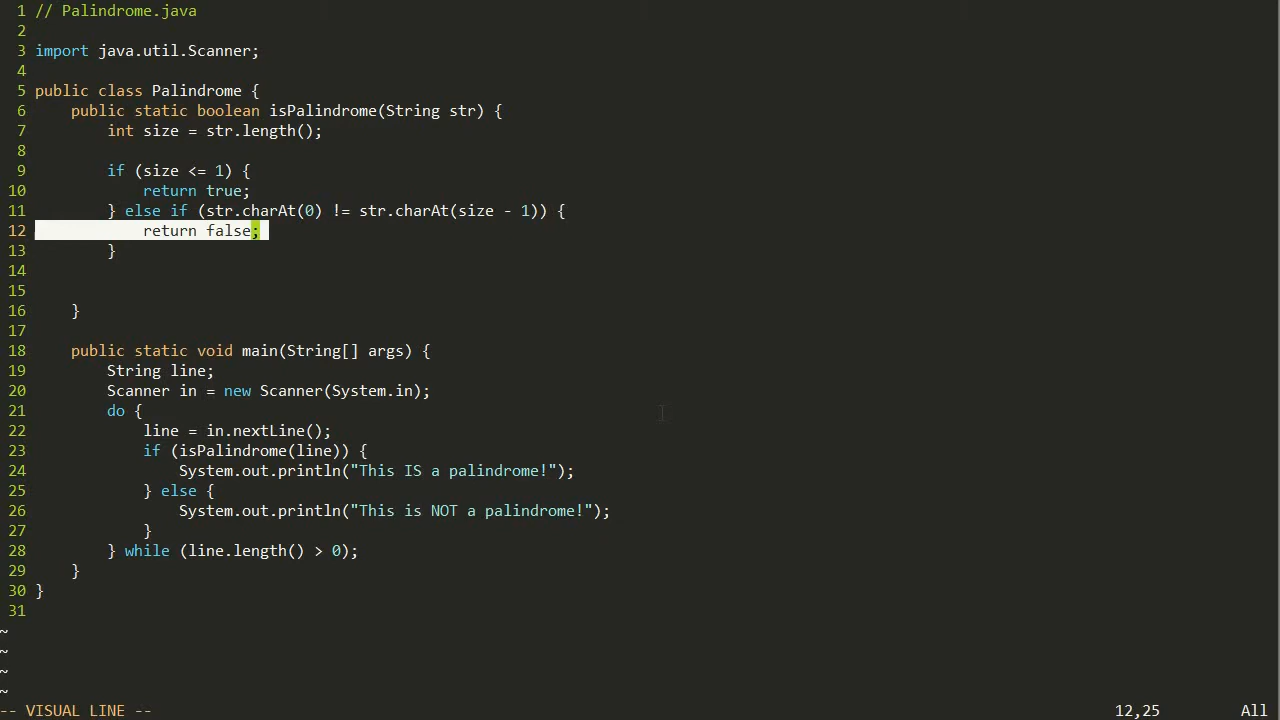 1 // Palindrome.java
2
3 import java.util.Scanner;
4
5 public class Palindrome {
6     public static boolean isPalindrome(String str) {
7         int size = str.length();
8
9         if (size <= 1) {
10             return true;
11         } else if (str.charAt(0) != str.charAt(size - 1)) {
12             return false;
13         }
14
15
16     }
17
18     public static void main(String[] args) {
19         String line;
20         Scanner in = new Scanner(System.in);
21         do {
22             line = in.nextLine();
23             if (isPalindrome(line)) {
24                 System.out.println("This IS a palindrome!");
25             } else {
26                 System.out.println("This is NOT a palindrome!");
27             }
28         } while (line.length() > 0);
29     }
30 }
31
~
~
~
~
-- VISUAL LINE -- 12,25 All